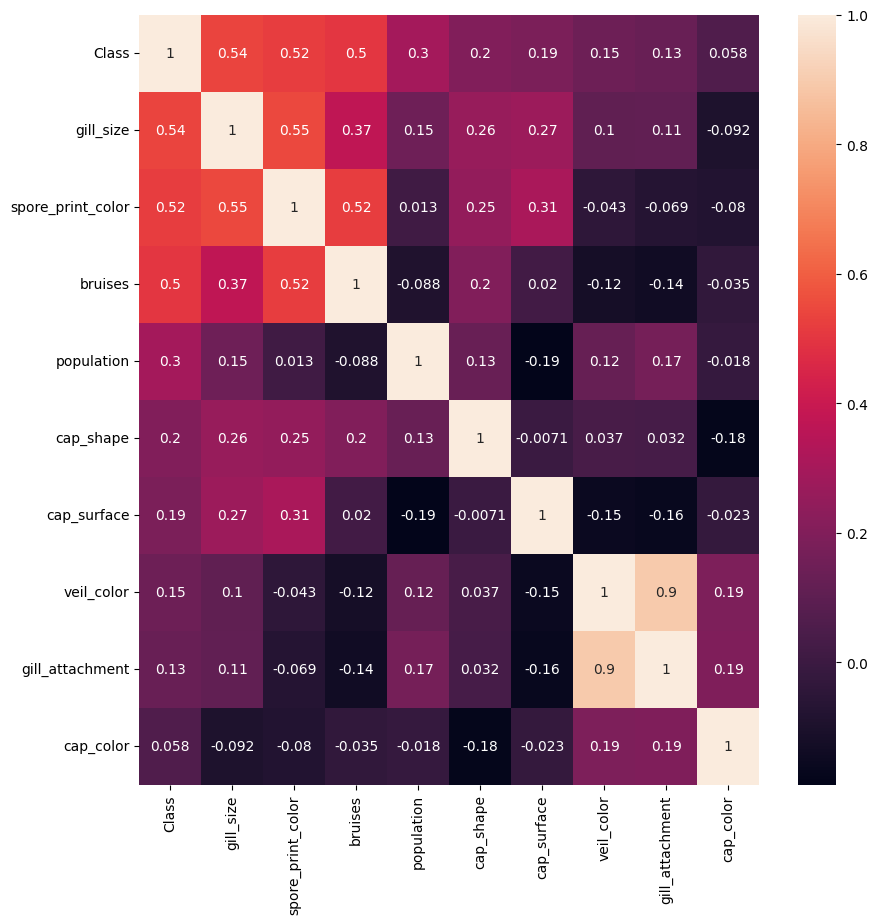 Class 1 0.54 0.52 0.5 0.3 0.2 0.19 0.15 0.13 0.058
gill_size 0.54 1 0.55 0.37 0.15 0.26 0.27 0.1 0.11 -0.092
spore_print_color 0.52 0.55 1 0.52 0.013 0.25 0.31 -0.043 -0.069 -0.08
bruises 0.5 0.37 0.52 1 -0.088 0.2 0.02 -0.12 -0.14 -0.035
population 0.3 0.15 0.013 -0.088 1 0.13 -0.19 0.12 0.17 -0.018
cap_shape 0.2 0.26 0.25 0.2 0.13 1 -0.0071 0.037 0.032 -0.18
cap_surface 0.19 0.27 0.31 0.02 -0.19 -0.0071 1 -0.15 -0.16 -0.023
veil_color 0.15 0.1 -0.043 -0.12 0.12 0.037 -0.15 1 0.9 0.19
gill_attachment 0.13 0.11 -0.069 -0.14 0.17 0.032 -0.16 0.9 1 0.19
cap_color 0.058 -0.092 -0.08 -0.035 -0.018 -0.18 -0.023 0.19 0.19 1
Class
gill_size
spore_print_color
bruises
population
cap_shape
cap_surface
veil_color
gill_attachment
cap_color
1.0
0.8
0.6
0.4
0.2
0.0